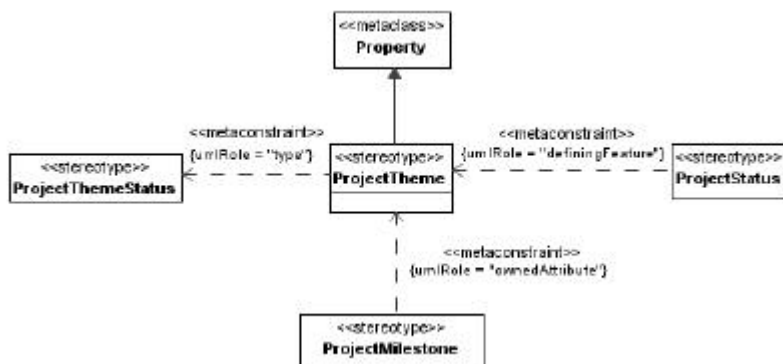 <<metaclass>>
Property
<<metaconstraint>>
{umlRole = "type"}
<<metaconstraint>>
{umlRole = "definingFeature"}
<<stereotype>>
ProjectThemeStatus
<<stereotype>>
ProjectTheme
<<stereotype>>
ProjectStatus
<<metaconstraint>>
{umlRole = "ownedAttribute"}
<<stereotype>>
ProjectMilestone